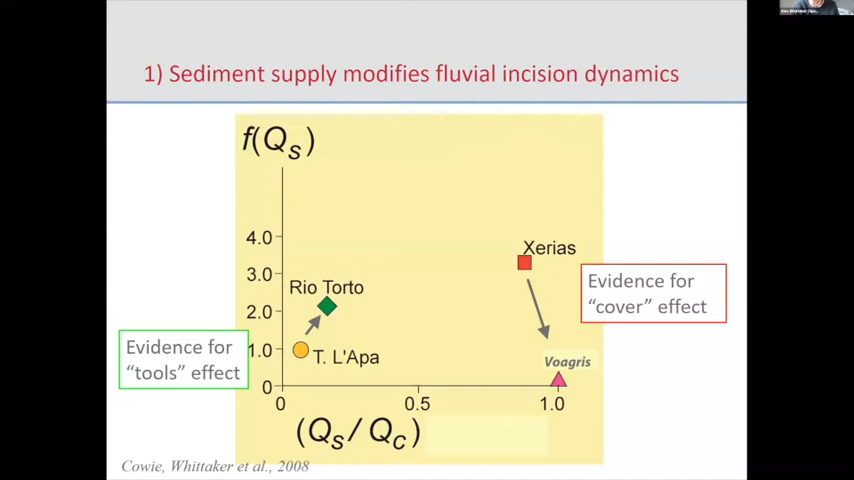 1) Sediment supply modifies fluvial incision dynamics
f(Qs)
4.0
3.0
2.0
1.0
0
Xerias
Rio Torto
T. L'Apa
Voagris
Evidence for
“cover” effect
Evidence for
“tools” effect
0
0.5
1.0
(Qs / Qc)
Cowie, Whittaker et al., 2008